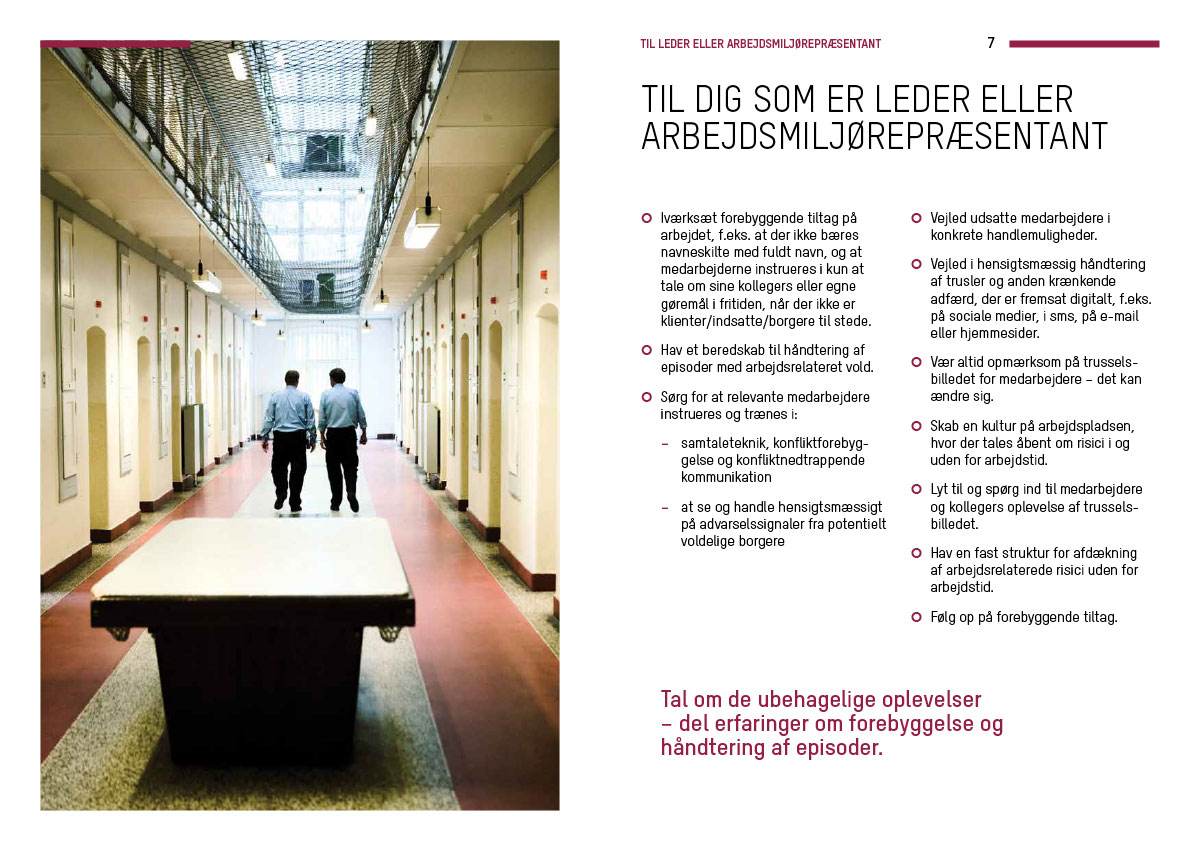 TIL LEDER ELLER ARBEJDSMILJØREPRÆSENTANT 7
TIL DIG SOM ER LEDER ELLER
ARBEJDSMILJØREPRÆSENTANT
Iværksæt forebyggende tiltag på
arbejdet, f.eks. at der ikke bæres
navneskilte med fuldt navn, og at
medarbejderne instrueres i kun at
tale om sine kollegers eller egne
gøremål i fritiden, når der ikke er
klienter/indsatte/borgere til stede.
Hav et beredskab til håndtering af
episoder med arbejdsrelateret vold.
Sørg for at relevante medarbejdere
instrueres og trænes i:
– samtaleteknik, konfliktforebyg-
gelse og konfliktnedtrappende
kommunikation
– at se og handle hensigtsmæssigt
på advarselssignaler fra potentielt
voldelige borgere
Vejled udsatte medarbejdere i
konkrete handlemuligheder.
Vejled i hensigtsmæssig håndtering
af trusler og anden krænkende
adfærd, der er fremsat digitalt, f.eks.
på sociale medier, i sms, på e-mail
eller hjemmesider.
Vær altid opmærksom på trussels-
billedet for medarbejdere – det kan
ændre sig.
Skab en kultur på arbejdspladsen,
hvor der tales åbent om risici i og
uden for arbejdstid.
Lyt til og spørg ind til medarbejdere
og kollegers oplevelse af trussels-
billedet.
Hav en fast struktur for afdækning
af arbejdsrelaterede risici uden for
arbejdstid.
Følg op på forebyggende tiltag.
Tal om de ubehagelige oplevelser
– del erfaringer om forebyggelse og
håndtering af episoder.